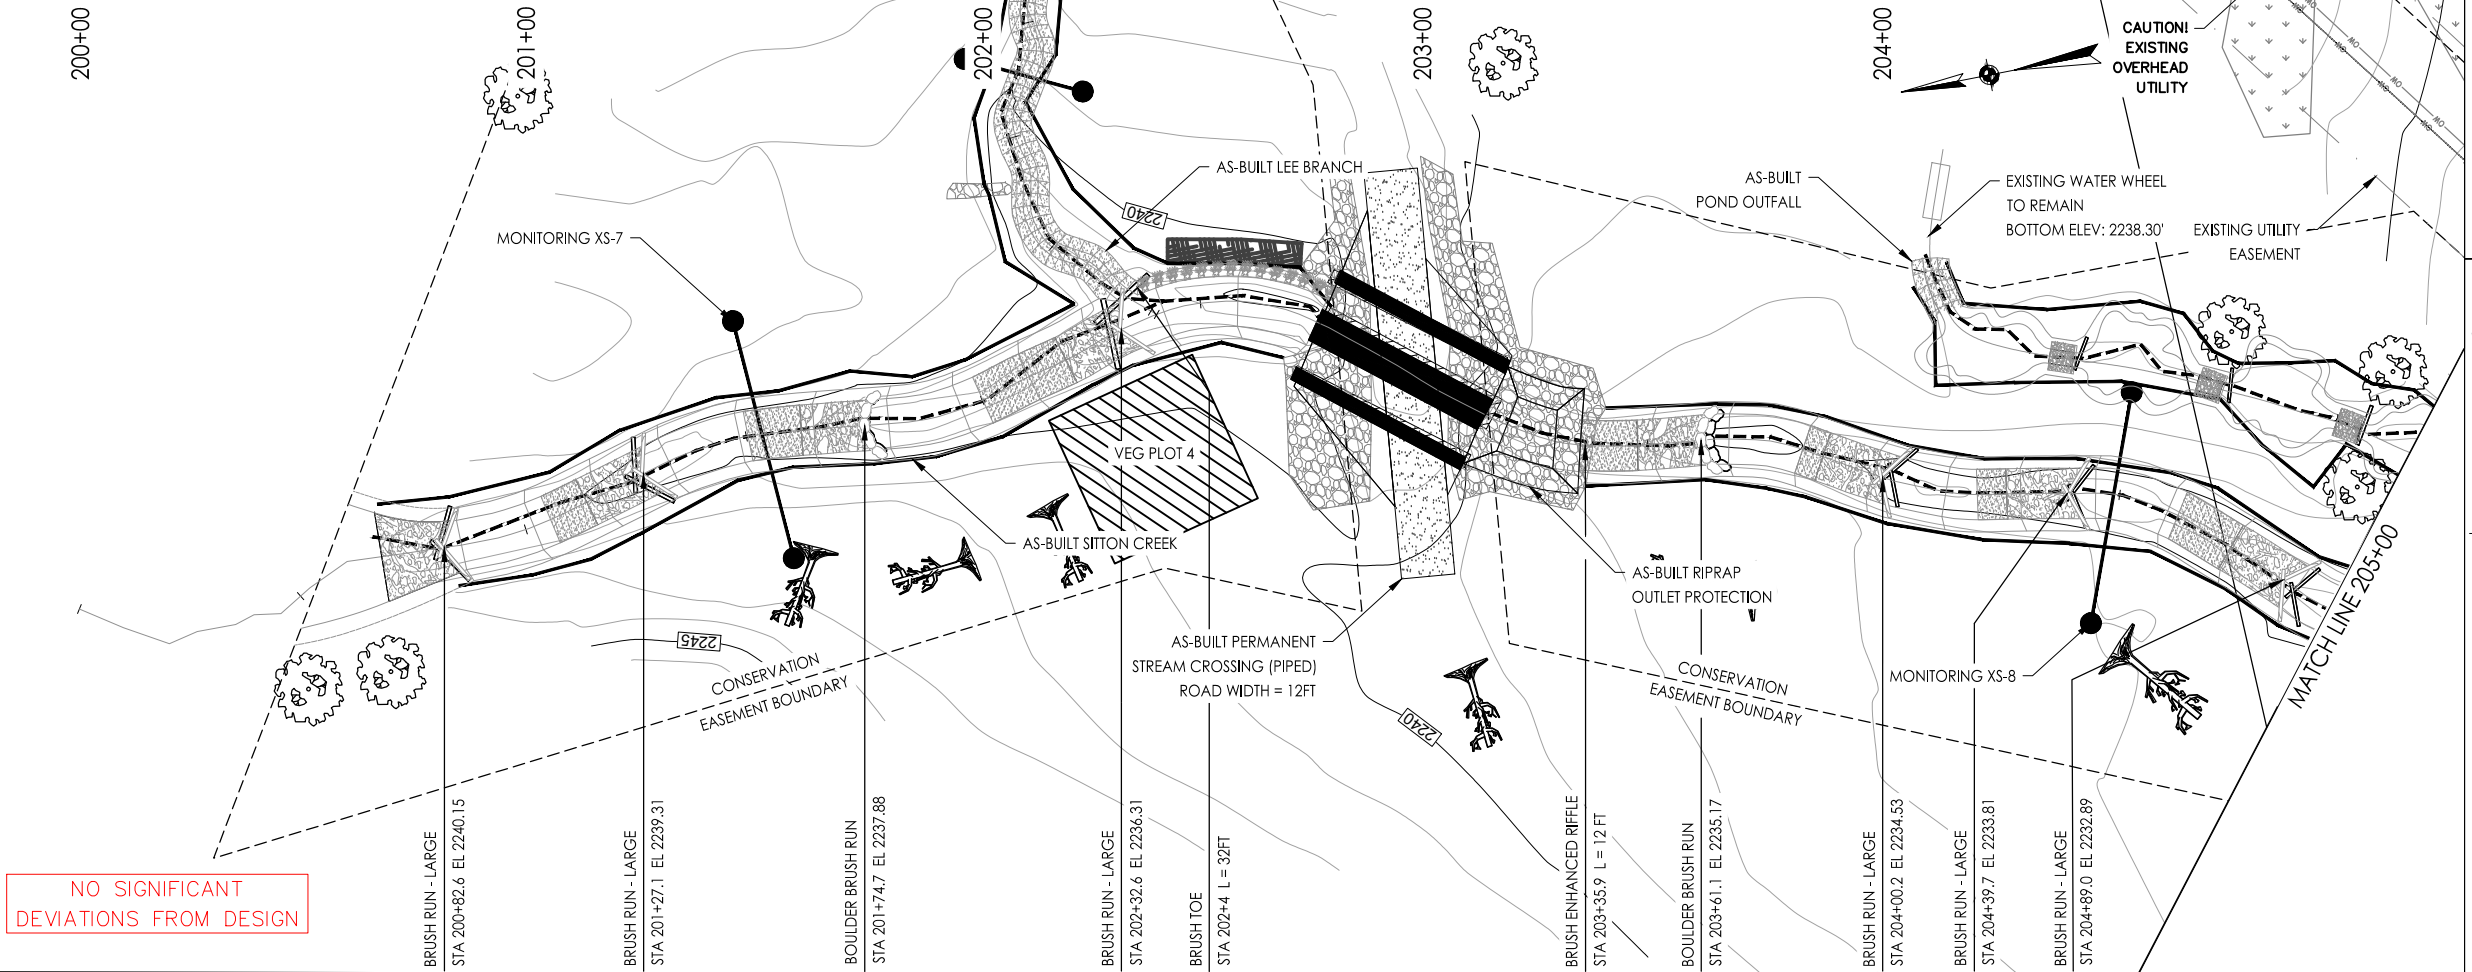 200+00
201+00
202+00
203+00
204+00
CAUTION!
EXISTING
OVERHEAD
UTILITY
OW
OW
OW
OW
OW
OW
AS-BUILT LEE BRANCH
AS-BUILT
POND OUTFALL
EXISTING WATER WHEEL
TO REMAIN
BOTTOM ELEV: 2238.30'
EXISTING UTILITY
EASEMENT
2240
MONITORING XS-7
VEG PLOT 4
AS-BUILT SITTON CREEK
AS-BUILT RIPRAP
OUTLET PROTECTION
MATCH LINE 205+00
2245
CONSERVATION
EASEMENT BOUNDARY
AS-BUILT PERMANENT
STREAM CROSSING (PIPED)
ROAD WIDTH = 12FT
2240
CONSERVATION
EASEMENT BOUNDARY
MONITORING XS-8
NO SIGNIFICANT
DEVIATIONS FROM DESIGN
BRUSH RUN - LARGE
STA 200+82.6 EL 2240.15
BRUSH RUN - LARGE
STA 201+27.1 EL 2239.31
BOULDER BRUSH RUN
STA 201+74.7 EL 2237.88
BRUSH RUN - LARGE
STA 202+32.6 EL 2236.31
BRUSH TOE
STA 202+4 L = 32FT
BRUSH ENHANCED RIFFLE
STA 203+35.9 L = 12 FT
BOULDER BRUSH RUN
STA 203+61.1 EL 2235.17
BRUSH RUN - LARGE
STA 204+00.2 EL 2234.53
BRUSH RUN - LARGE
STA 204+39.7 EL 2233.81
BRUSH RUN - LARGE
STA 204+89.0 EL 2232.89